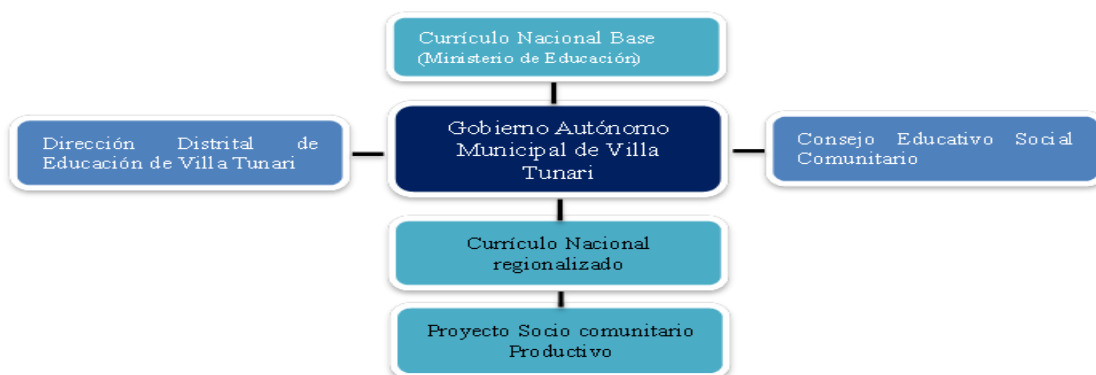 Currículo Nacional Base
(Ministerio de Educación)
Gobierno Autónomo
Municipal de Villa
Tunari
Dirección Distrital de
Educación de Villa Tunari
Consejo Educativo Social
Comunitario
Currículo Nacional
regionalizado
Proyecto Socio comunitario
Productivo